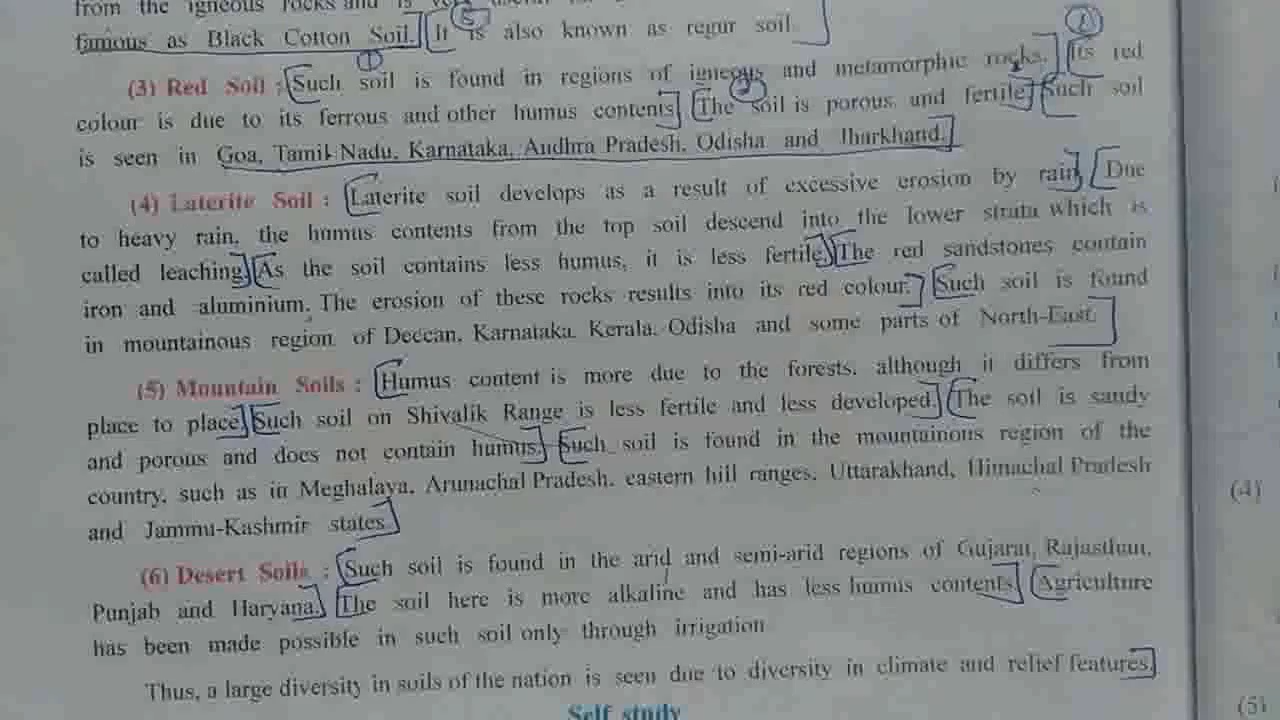 from the igneous rocks and is very useful
famous as Black Cotton Soil. It is also known as regur soil.
(3) Red Soil : Such soil is found in regions of igneous and metamorphic rocks. Its red
colour is due to its ferrous and other humus contents. The soil is porous and fertile. Such soil
is seen in Goa, Tamil Nadu, Karnataka, Andhra Pradesh, Odisha and Jharkhand.
(4) Laterite Soil : Laterite soil develops as a result of excessive erosion by rain. Due
to heavy rain, the humus contents from the top soil descend into the lower strata which is
called leaching. As the soil contains less humus, it is less fertile. The red sandstones contain
iron and aluminium. The erosion of these rocks results into its red colour. Such soil is found
in mountainous region of Deccan, Karnataka, Kerala, Odisha and some parts of North-East.
(5) Mountain Soils : Humus content is more due to the forests, although it differs from
place to place. Such soil on Shivalik Range is less fertile and less developed. The soil is sandy
and porous and does not contain humus. Such soil is found in the mountainous region of the
country, such as in Meghalaya, Arunachal Pradesh, eastern hill ranges, Uttarakhand, Himachal Pradesh
and Jammu-Kashmir states.
(6) Desert Soils : Such soil is found in the arid and semi-arid regions of Gujarat, Rajasthan,
Punjab and Haryana. The soil here is more alkaline and has less humus contents. Agriculture
has been made possible in such soil only through irrigation
Thus, a large diversity in soils of the nation is seen due to diversity in climate and relief features.
Self study
(4)
(5)